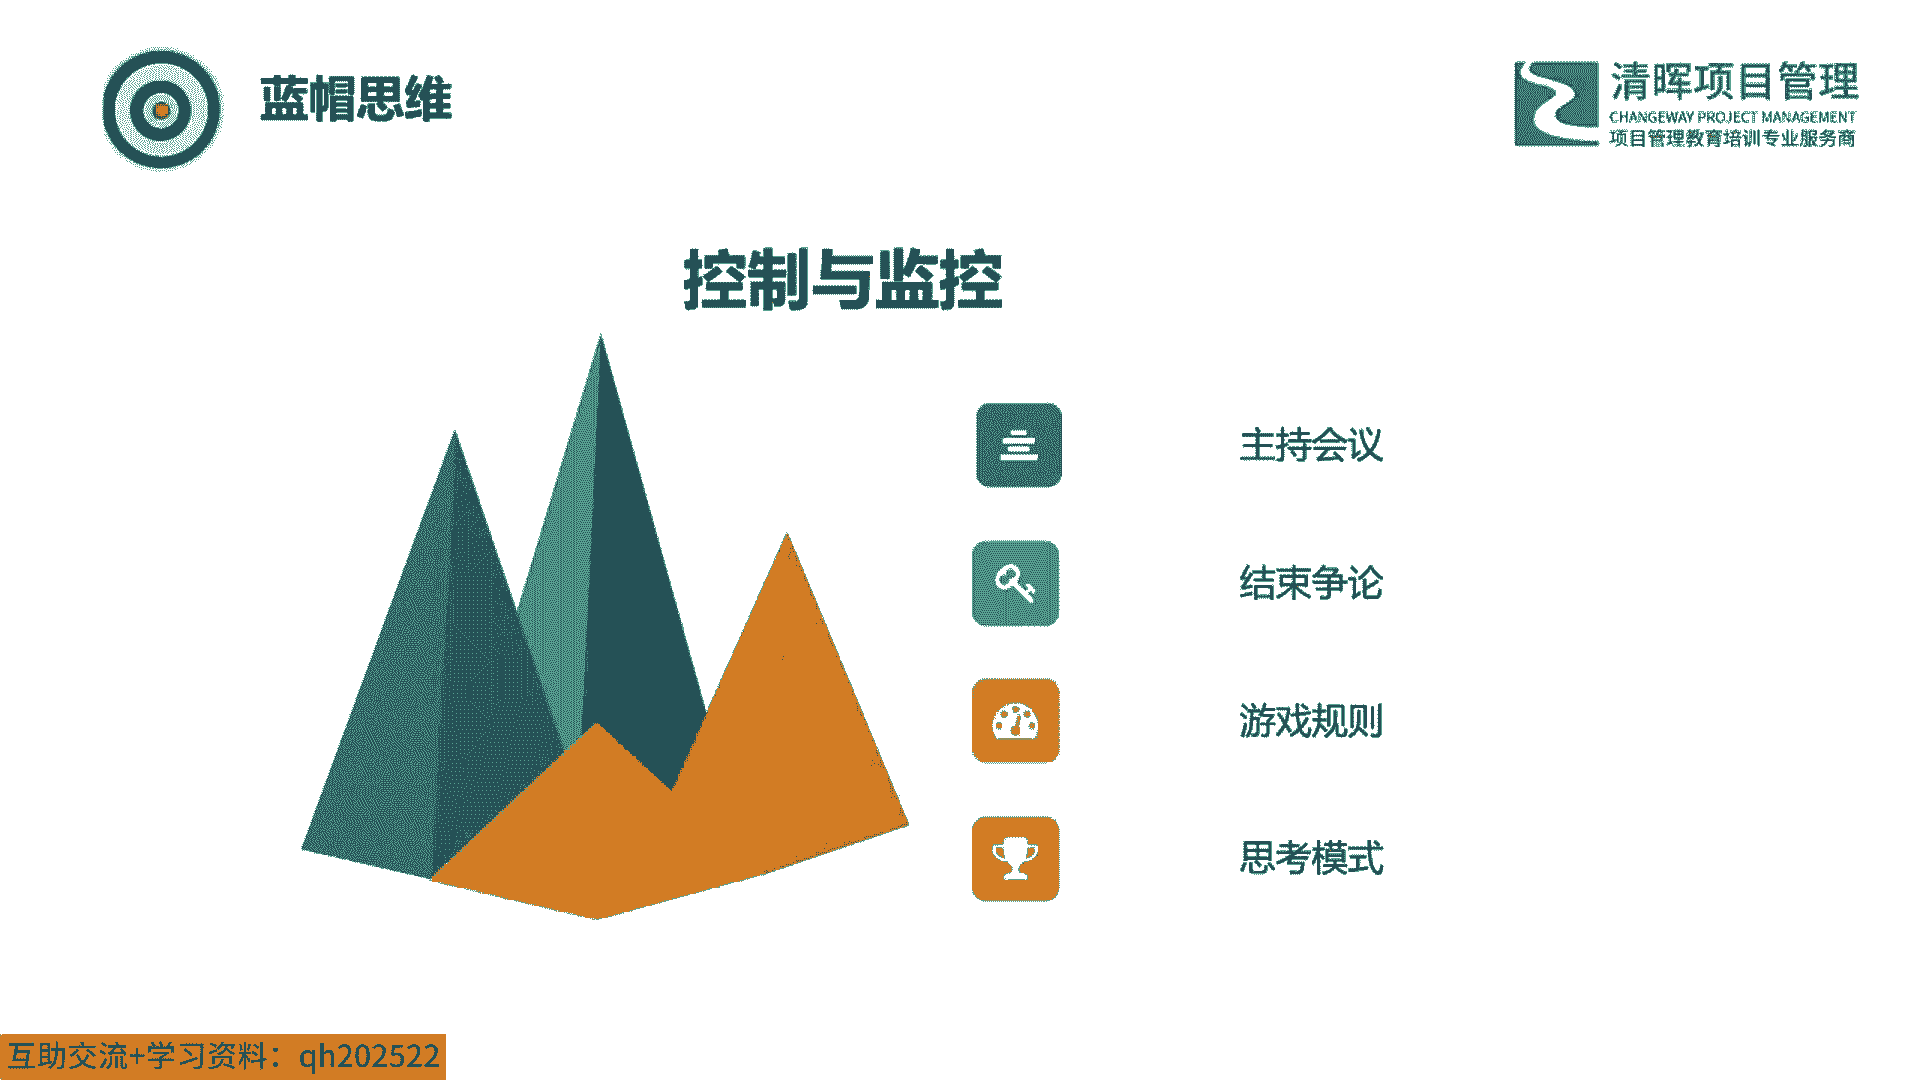 蓝帽思维
清晖项目管理
CHANGEWAY PROJECT MANAGEMENT
项目管理教育培训专业服务商
控制与监控
主持会议
结束争论
游戏规则
思考模式
互助交流+学习资料：qh202522